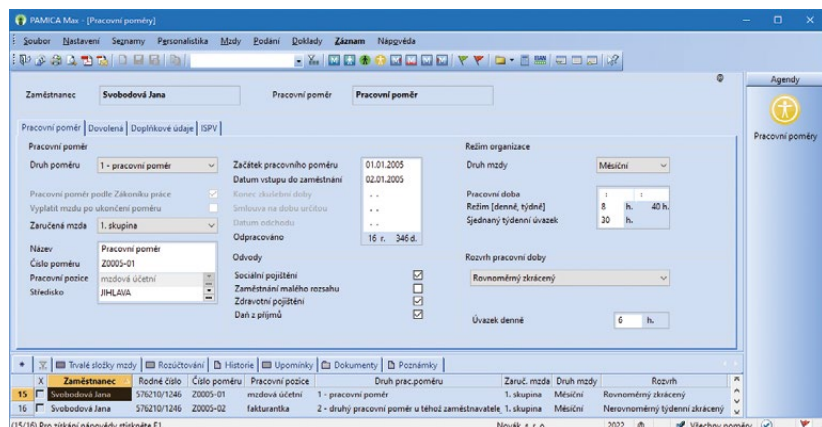 PAMICA Max - [Pracovní poměry]
Soubor Nastavení Seznamy Personalistika Mzdy Podání Doklady Záznam Nápověda
Agendy
Zaměstnanec Svobodová Jana Pracovní poměr Pracovní poměr
Pracovní poměry
Pracovní poměr Dovolená Doplňkové údaje ISPV
Pracovní poměr Režim organizace
Druh poměru 1 - pracovní poměr Začátek pracovního poměru 01.01.2005 Druh mzdy Měsíční
Datum vstupu do zaměstnání 02.01.2005
Pracovní poměr podle Zákoníku práce Konec zkušební doby . . Pracovní doba : :
Vyplatit mzdu po ukončení poměru Smlouva na dobu určitou . . Režim [denně, týdně] 8 h. 40 h.
Zaručená mzda 1. skupina Datum odchodu . . Sjednaný týdenní úvazek 30 h.
Odpracováno 16 r. 346 d.
Název Pracovní poměr
Číslo poměru Z0005-01 Odvody Rozvrh pracovní doby
Pracovní pozice mzdová účetní Sociální pojištění Rovnoměrný zkrácený
Středisko JIHLAVA Zaměstnání malého rozsahu
Zdravotní pojištění
Daň z příjmů Úvazek denně 6 h.
Trvalé složky mzdy Rozúčtování Historie Upomínky Dokumenty Poznámky
X Zaměstnanec Rodné číslo Číslo poměru Pracovní pozice Druh prac.poměru Zaruč. mzda Druh mzdy Rozvrh
15 Svobodová Jana 576210/1246 Z0005-01 mzdová účetní 1 - pracovní poměr 1. skupina Měsíční Rovnoměrný zkrácený
16 Svobodová Jana 576210/1246 Z0005-02 fakturantka 2 - druhý pracovní poměr u téhož zaměstnavatele 1. skupina Měsíční Nerovnoměrný týdenní zkrácený
(15/16) Pro získání nápovědy stiskněte F1. Novák, s. r. o. 2022 Všechny poměry